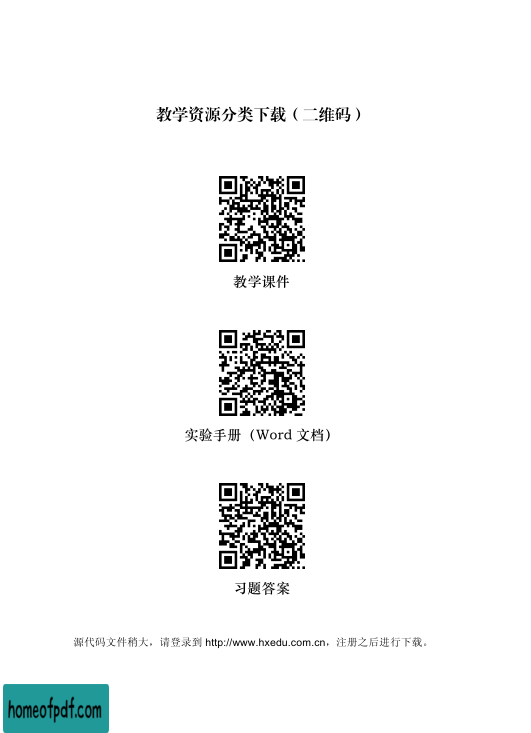 教学资源分类下载（二维码）
教学课件
实验手册（Word 文档）
习题答案
源代码文件稍大，请登录到 http://www.hxedu.com.cn，注册之后进行下载。
homeofpdf.com